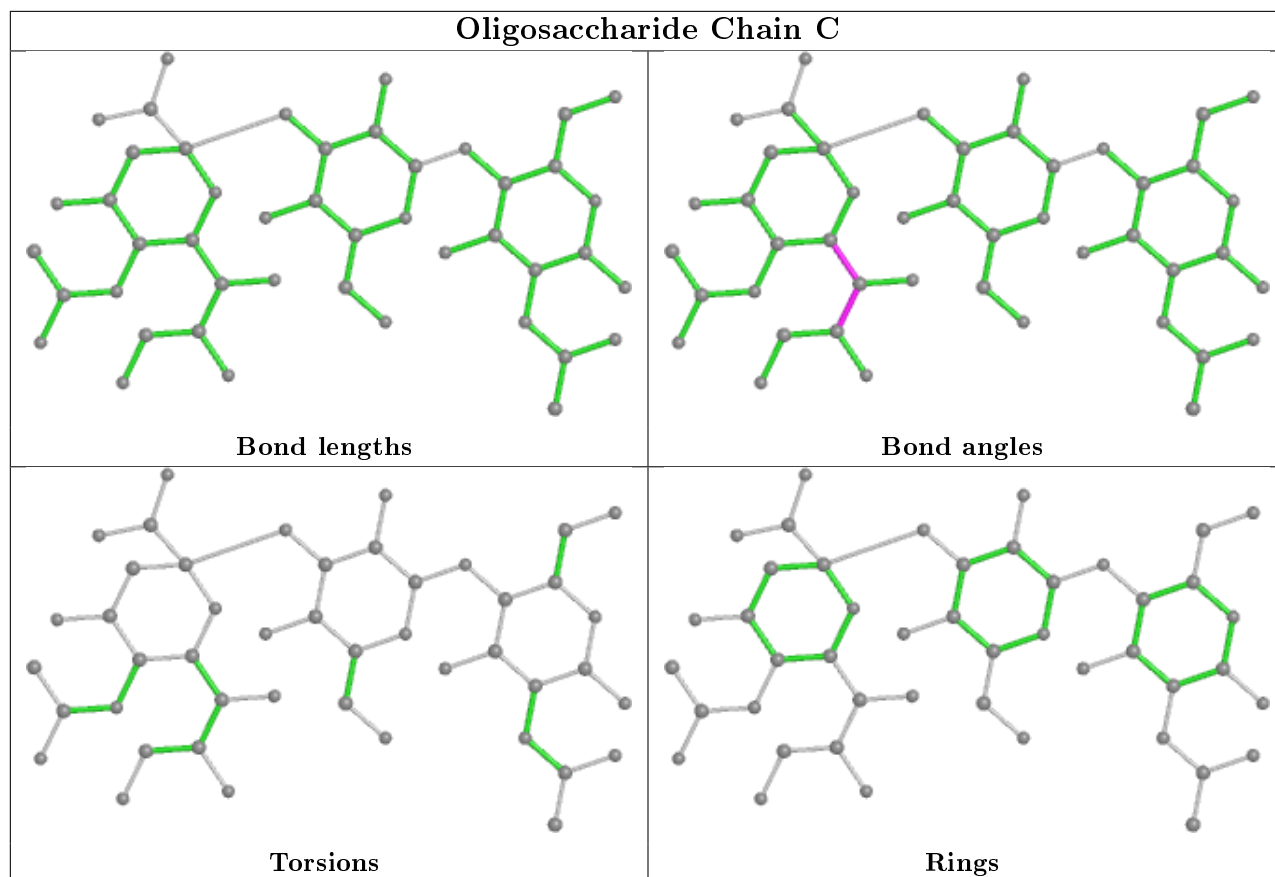 Oligosaccharide Chain C
Bond lengths
Bond angles
Torsions
Rings